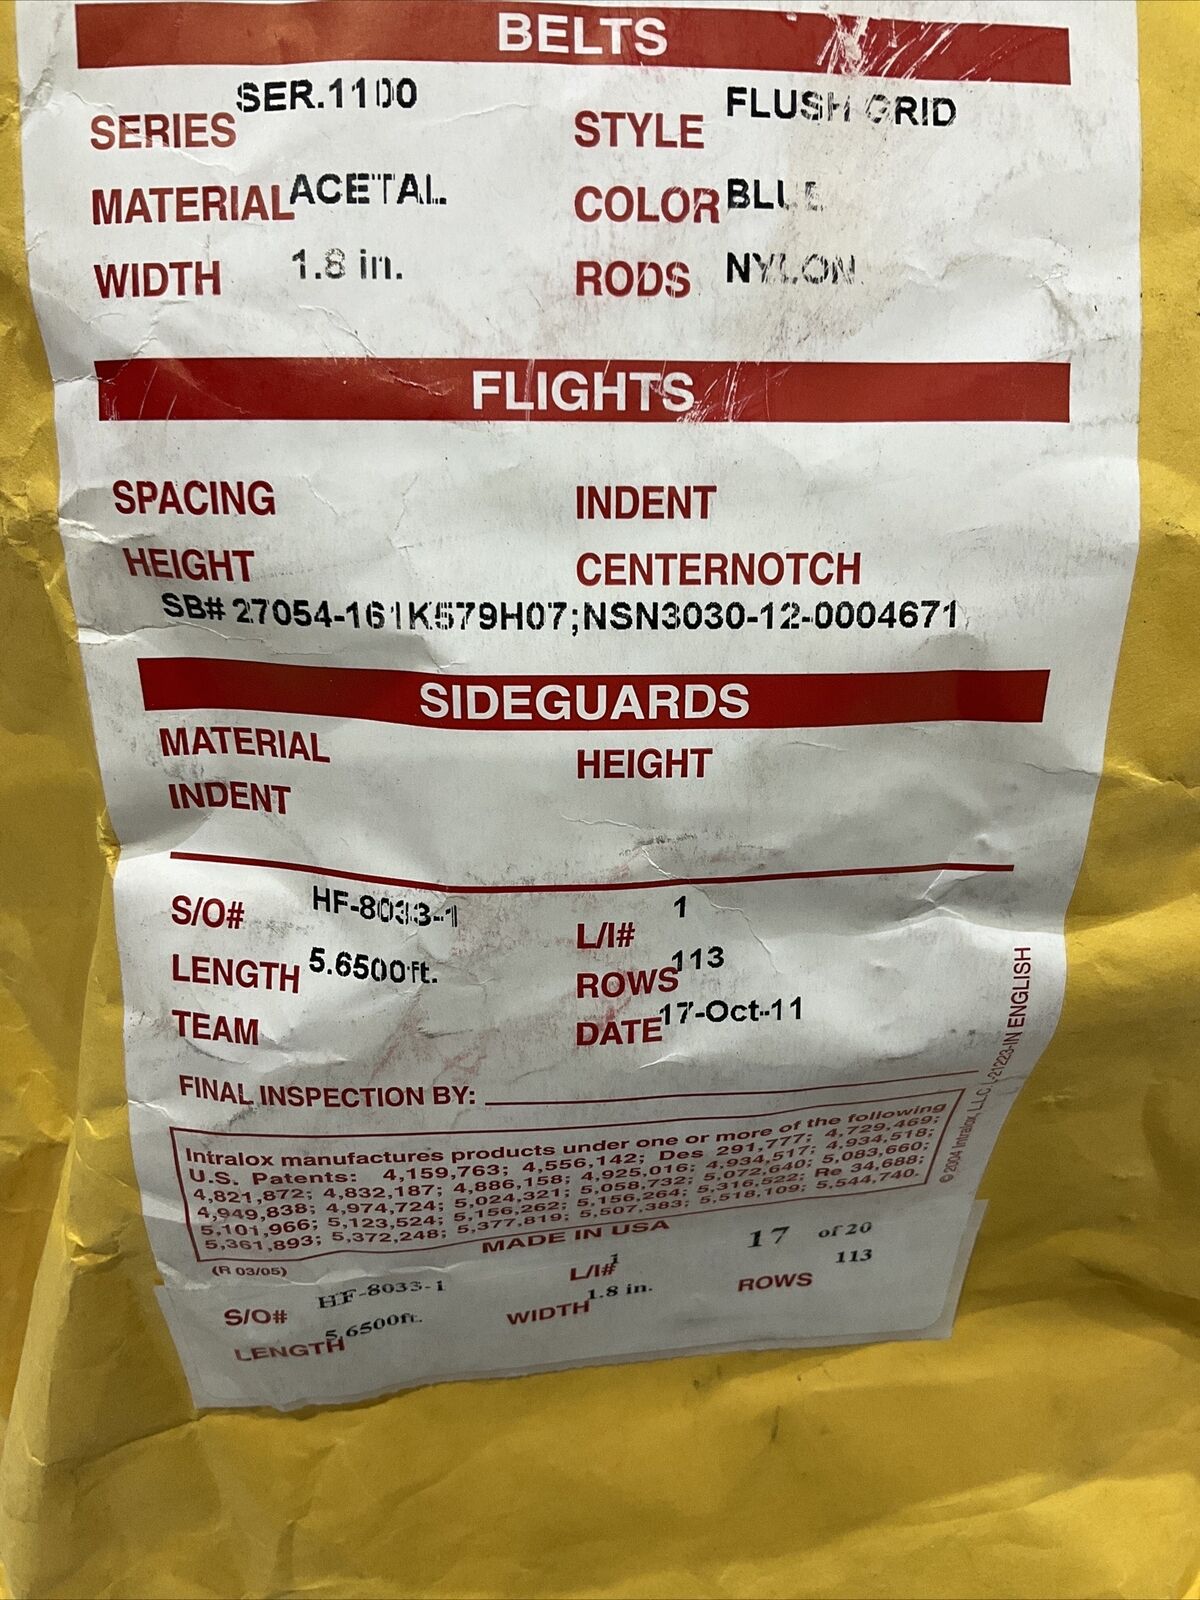 BELTS
SERIES SER.1100 STYLE FLUSH GRID
MATERIAL ACETAL COLOR BLUE
WIDTH 1.8 in. RODS NYLON
FLIGHTS
SPACING INDENT
HEIGHT CENTERNOTCH
SB# 27054-161K579H07;NSN3030-12-0004671
SIDEGUARDS
MATERIAL HEIGHT
INDENT
S/O# HF-8033-1 L/I# 1
LENGTH 5.6500ft. ROWS 113
TEAM DATE 17-Oct-11
FINAL INSPECTION BY:
Intralox manufactures products under one or more of the following
U.S. Patents: 4,159,763; 4,556,142; Des 291,777; 4,729,469;
4,821,872; 4,832,187; 4,886,158; 4,925,016; 4,934,517; 4,934,518;
4,949,838; 4,974,724; 5,024,321; 5,058,732; 5,072,640; 5,083,660;
5,101,966; 5,123,524; 5,156,262; 5,156,264; 5,316,522; Re 34,688;
5,361,893; 5,372,248; 5,377,819; 5,507,383; 5,518,109; 5,544,740.
© 2004 Intralox, L.L.C. L-21223-IN ENGLISH
(R 03/05) MADE IN USA 17 of 20
S/O# HF-8033-1 L/I# 1 ROWS 113
LENGTH 5.6500ft. WIDTH 1.8 in.